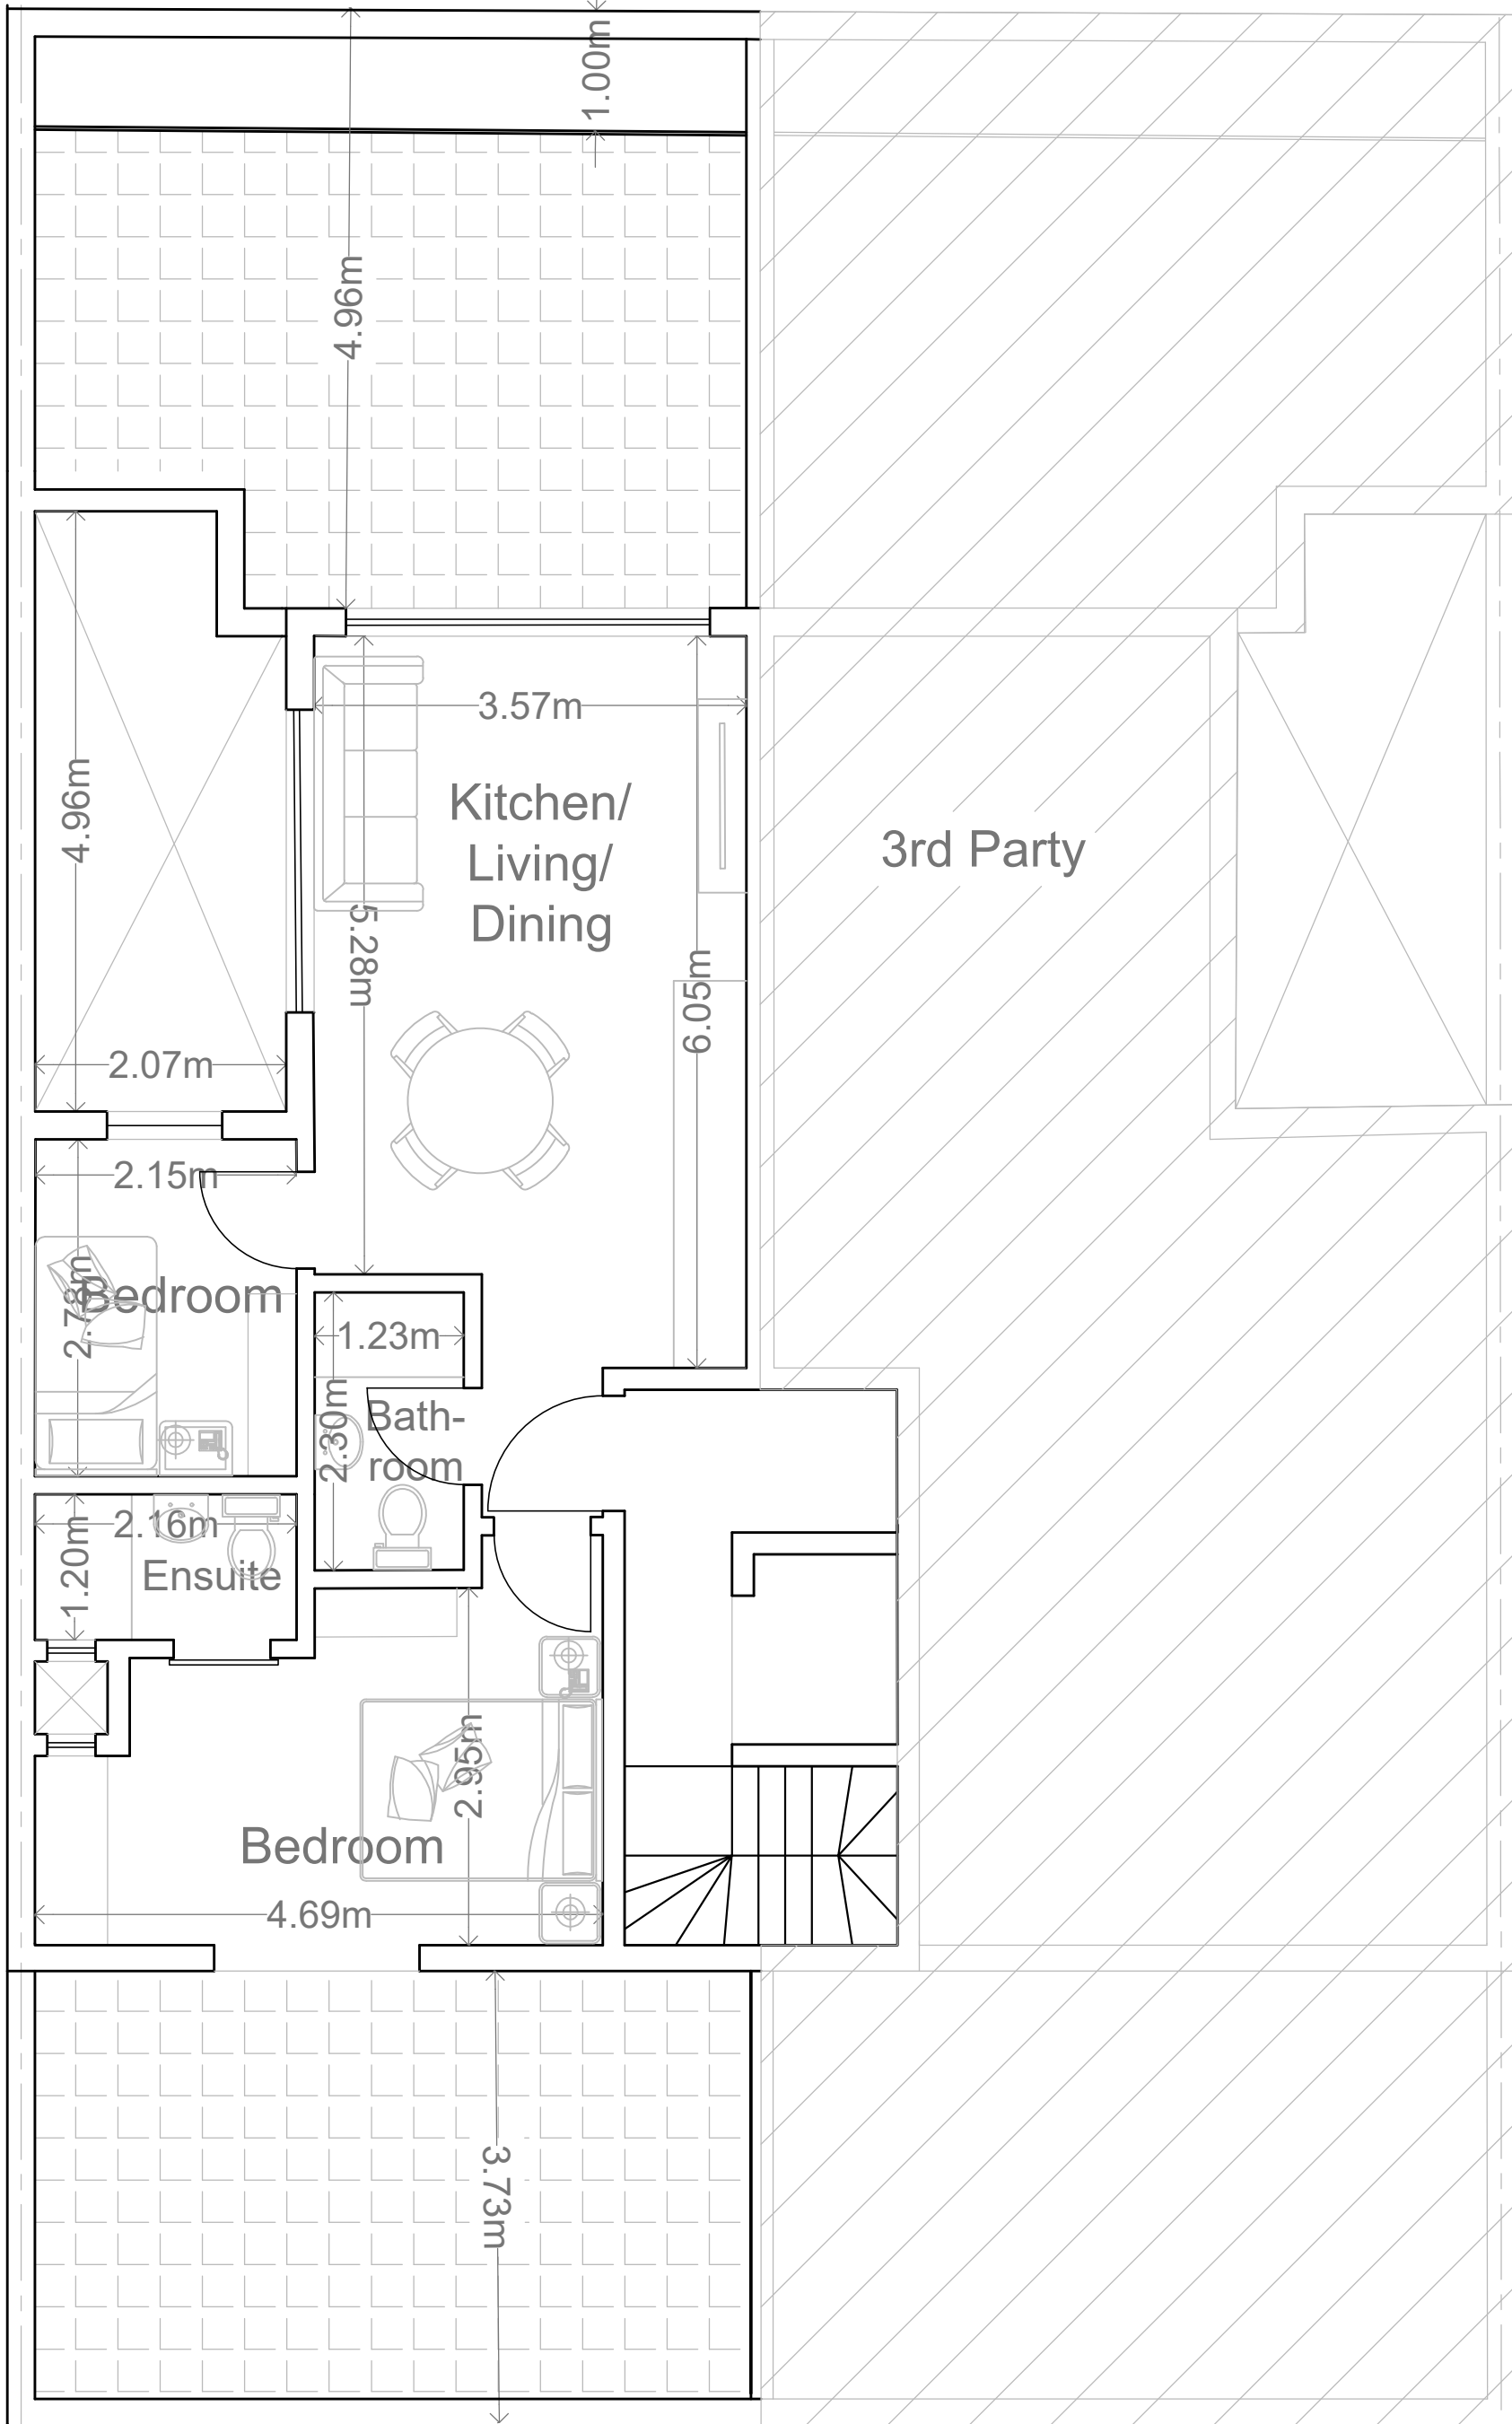 1.00m
4.96m
3.57m
Kitchen/
Living/
Dining
3rd Party
4.96m
5.28m
6.05m
2.07m
2.15m
Bedroom
1.23m
2.30m
Bath-
room
2.16m
1.20m
Ensuite
2.95m
Bedroom
4.69m
3.73m